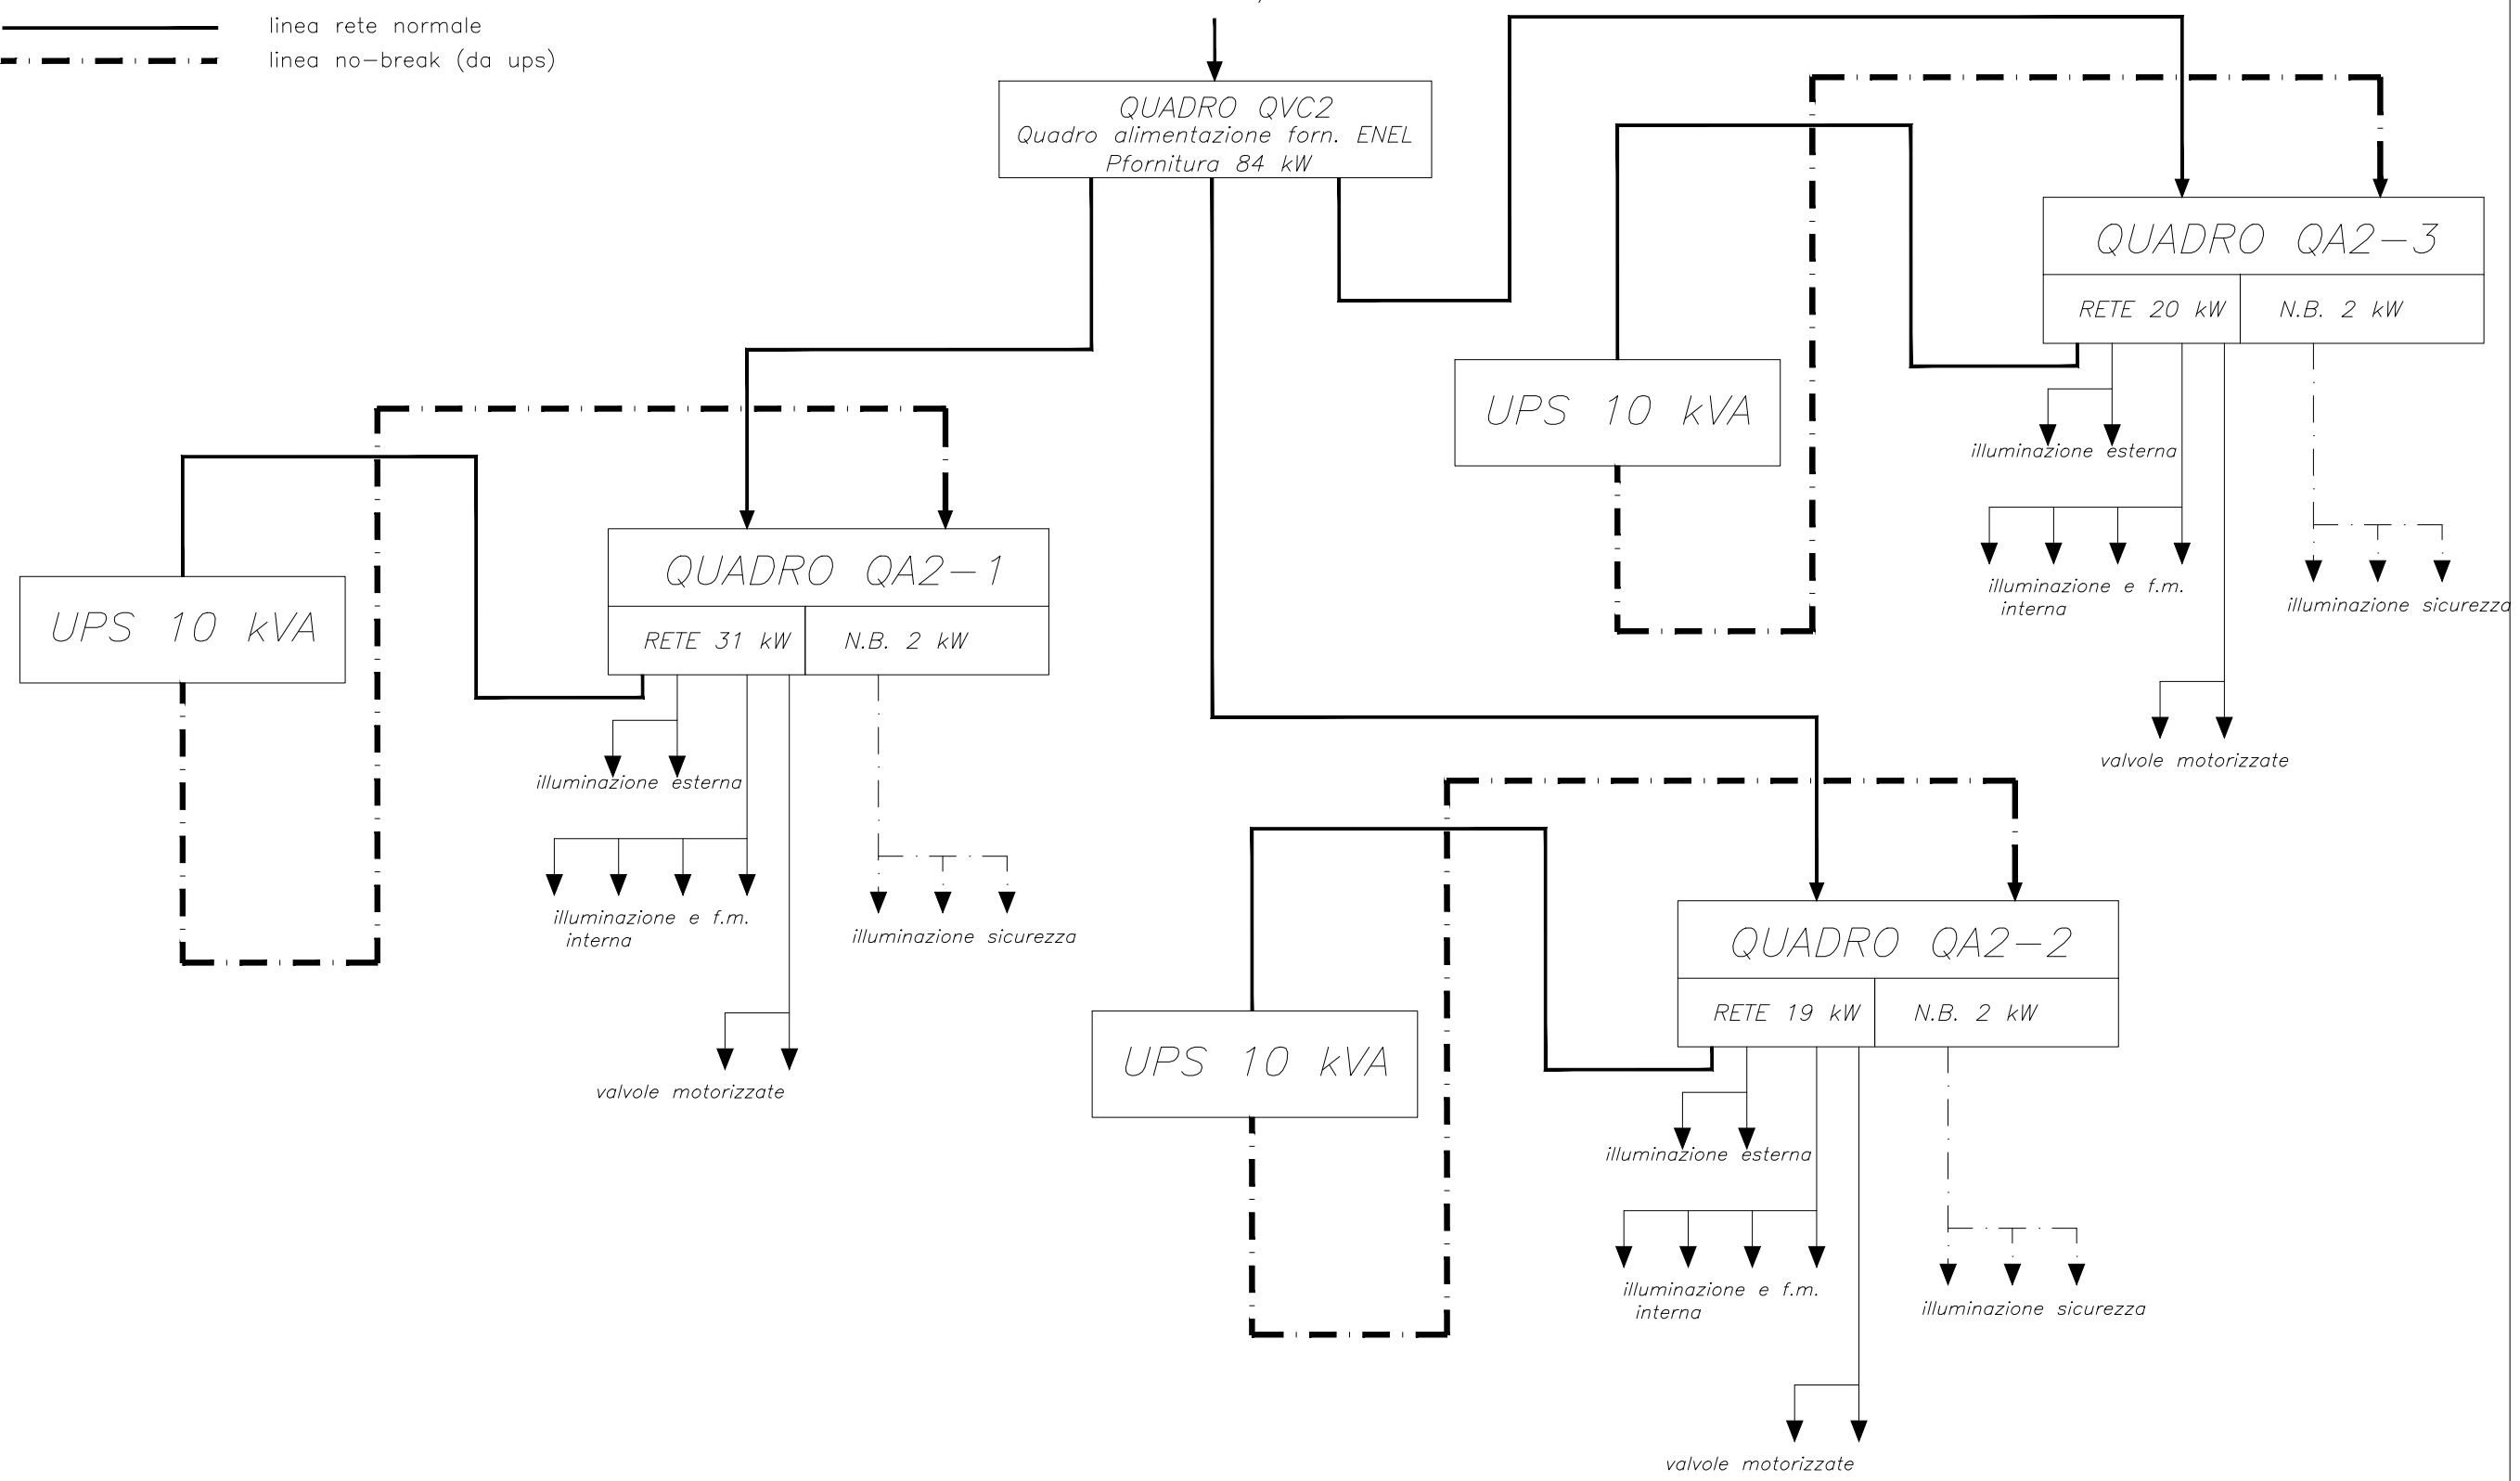 linea rete normale
linea no-break (da ups)
QUADRO QVC2
Quadro alimentazione forn. ENEL
Pfornitura 84 kW
QUADRO QA2-3
RETE 20 kW
N.B. 2 kW
UPS 10 kVA
illuminazione esterna
illuminazione e f.m.
interna
illuminazione sicurezza
valvole motorizzate
QUADRO QA2-1
RETE 31 kW
N.B. 2 kW
UPS 10 kVA
illuminazione esterna
illuminazione e f.m.
interna
illuminazione sicurezza
valvole motorizzate
QUADRO QA2-2
RETE 19 kW
N.B. 2 kW
UPS 10 kVA
illuminazione esterna
illuminazione e f.m.
interna
illuminazione sicurezza
valvole motorizzate